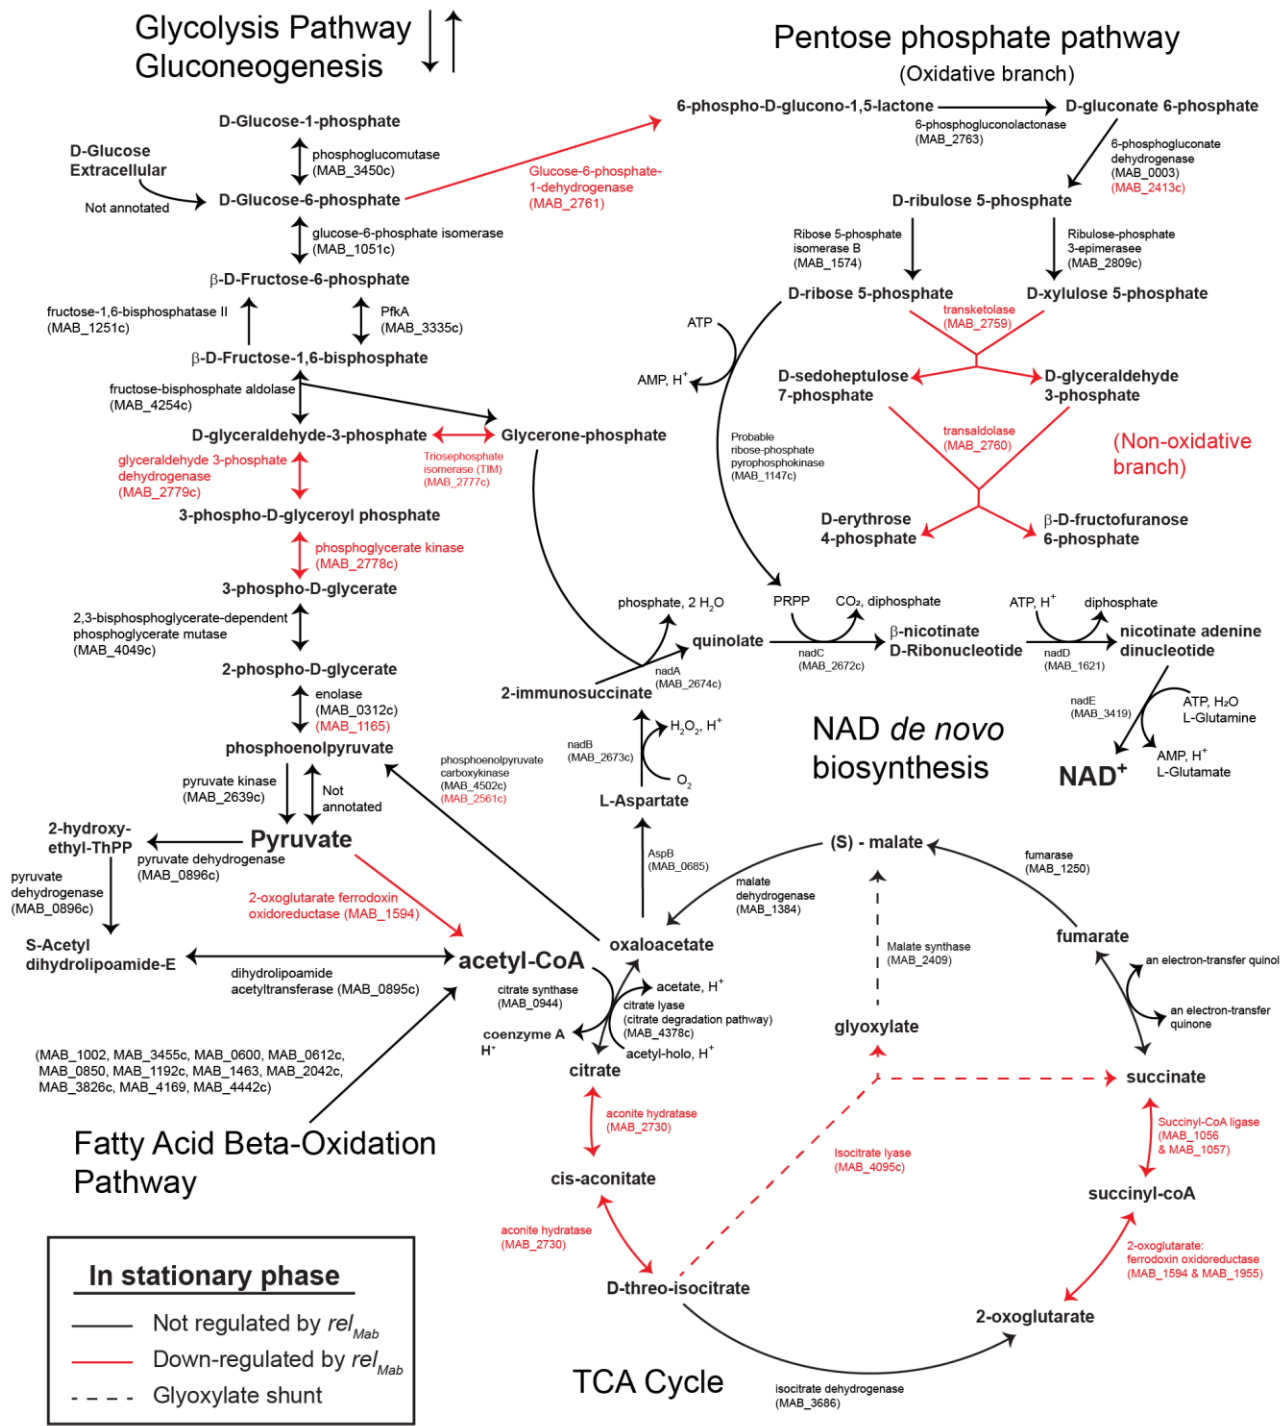 Glycolysis Pathway
Gluconeogenesis
Pentose phosphate pathway
(Oxidative branch)
D-Glucose-1-phosphate
D-Glucose
Extracellular
phosphoglucomutase
(MAB_3450c)
Not annotated
D-Glucose-6-phosphate
Glucose-6-phosphate-
1-dehydrogenase
(MAB_2761)
6-phospho-D-glucono-1,5-lactone
6-phosphogluconolactonase
(MAB_2763)
D-gluconate 6-phosphate
6-phosphogluconate
dehydrogenase
(MAB_0003)
(MAB_2413c)
D-ribulose 5-phosphate
glucose-6-phosphate isomerase
(MAB_1051c)
β-D-Fructose-6-phosphate
Ribose 5-phosphate
isomerase B
(MAB_1574)
Ribulose-phosphate
3-epimerasee
(MAB_2809c)
fructose-1,6-bisphosphatase II
(MAB_1251c)
PfkA
(MAB_3335c)
D-ribose 5-phosphate
D-xylulose 5-phosphate
β-D-Fructose-1,6-bisphosphate
ATP
AMP, H+
transketolase
(MAB_2759)
fructose-bisphosphate aldolase
(MAB_4254c)
D-sedoheptulose
7-phosphate
D-glyceraldehyde
3-phosphate
D-glyceraldehyde-3-phosphate
Glycerone-phosphate
Triosephosphate
isomerase (TIM)
(MAB_2777c)
glyceraldehyde 3-phosphate
dehydrogenase
(MAB_2779c)
Probable
ribose-phosphate
pyrophosphokinase
(MAB_1147c)
transaldolase
(MAB_2760)
(Non-oxidative
branch)
3-phospho-D-glyceroyl phosphate
D-erythrose
4-phosphate
β-D-fructofuranose
6-phosphate
phosphoglycerate kinase
(MAB_2778c)
3-phospho-D-glycerate
2,3-bisphosphoglycerate-dependent
phosphoglycerate mutase
(MAB_4049c)
2-phospho-D-glycerate
phosphate, 2 H2O
PRPP
CO2, diphosphate
ATP, H+
diphosphate
quinolate
nadC
(MAB_2672c)
β-nicotinate
D-Ribonucleotide
nadD
(MAB_1621)
nicotinate adenine
dinucleotide
nadA
(MAB_2674c)
2-immunosuccinate
enolase
(MAB_0312c)
(MAB_1165)
nadE
(MAB_3419)
ATP, H2O
L-Glutamine
AMP, H+
L-Glutamate
NAD+
NAD de novo
biosynthesis
nadB
(MAB_2673c)
H2O2, H+
O2
L-Aspartate
phosphoenolpyruvate
phosphoenolpyruvate
carboxykinase
(MAB_4502c)
(MAB_2561c)
pyruvate kinase
(MAB_2639c)
Not
annotated
2-hydroxy-
ethyl-ThPP
Pyruvate
pyruvate dehydrogenase
(MAB_0896c)
pyruvate
dehydrogenase
(MAB_0896c)
2-oxoglutarate ferrodoxin
oxidoreductase (MAB_1594)
AspB
(MAB_0685)
(S) - malate
fumarase
(MAB_1250)
malate
dehydrogenase
(MAB_1384)
S-Acetyl
dihydrolipoamide-E
dihydrolipoamide
acetyltransferase (MAB_0895c)
acetyl-CoA
oxaloacetate
Malate synthase
(MAB_2409)
fumarate
an electron-transfer quinol
an electron-transfer
quinone
citrate synthase
(MAB_0944)
acetate, H+
citrate lyase
(citrate degradation pathway)
(MAB_4378c)
acetyl-holo, H+
coenzyme A
H+
citrate
glyoxylate
succinate
(MAB_1002, MAB_3455c, MAB_0600, MAB_0612c,
MAB_0850, MAB_1192c, MAB_1463, MAB_2042c,
MAB_3826c, MAB_4169, MAB_4442c)
Fatty Acid Beta-Oxidation
Pathway
aconite hydratase
(MAB_2730)
Isocitrate lyase
(MAB_4095c)
Succinyl-CoA ligase
(MAB_1056
& MAB_1057)
cis-aconitate
succinyl-coA
aconite hydratase
(MAB_2730)
2-oxoglutarate:
ferrodoxin oxidoreductase
(MAB_1594 & MAB_1955)
D-threo-isocitrate
2-oxoglutarate
isocitrate dehydrogenase
(MAB_3686)
TCA Cycle
In stationary phase
Not regulated by relMab
Down-regulated by relMab
Glyoxylate shunt